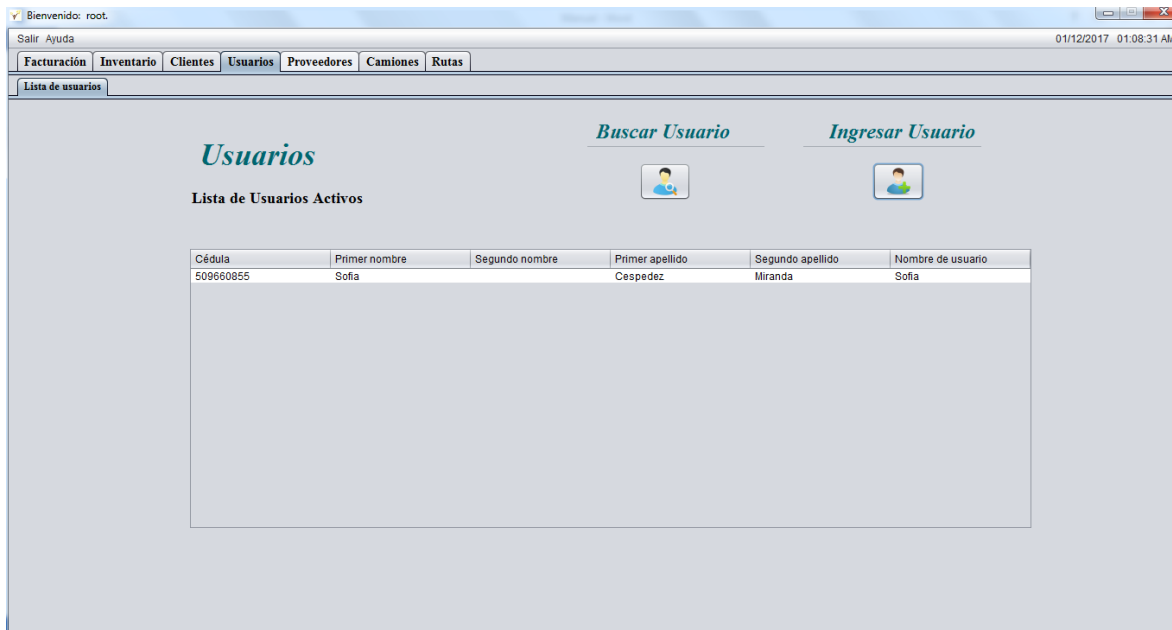 Bienvenido: root.
Salir Ayuda 01/12/2017 01:08:31 AM
Facturación Inventario Clientes Usuarios Proveedores Camiones Rutas
Lista de usuarios
Buscar Usuario Ingresar Usuario
Usuarios
Lista de Usuarios Activos
Cédula Primer nombre Segundo nombre Primer apellido Segundo apellido Nombre de usuario
509660855 Sofia Cespedez Miranda Sofia